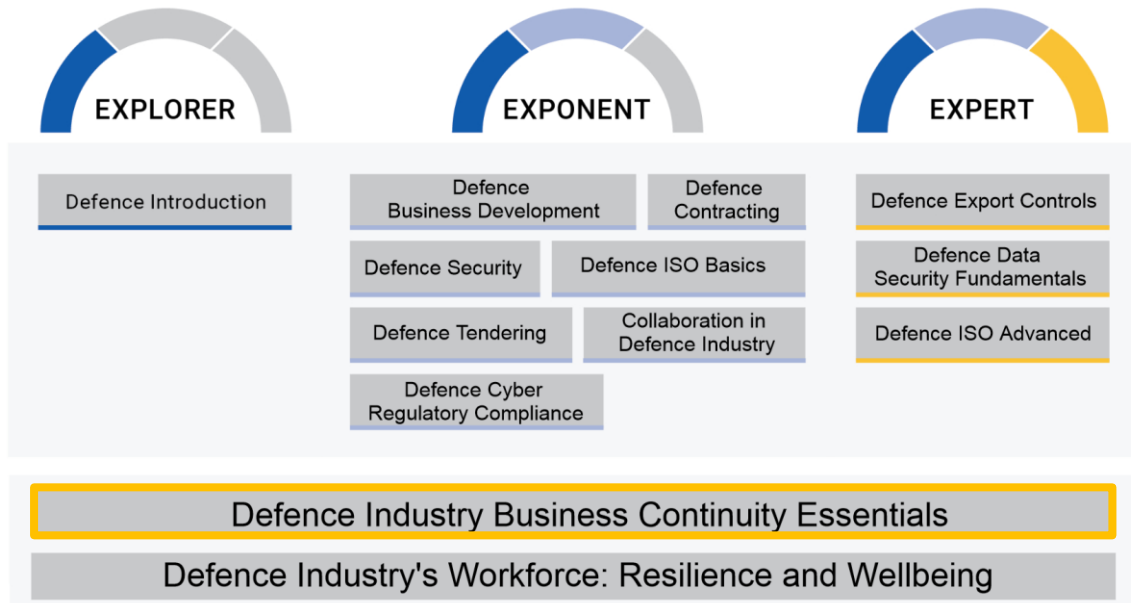 EXPLORER
EXPONENT
EXPERT
Defence Introduction
Defence
Business Development
Defence
Contracting
Defence Export Controls
Defence Security
Defence ISO Basics
Defence Data
Security Fundamentals
Defence Tendering
Collaboration in
Defence Industry
Defence ISO Advanced
Defence Cyber
Regulatory Compliance
Defence Industry Business Continuity Essentials
Defence Industry's Workforce: Resilience and Wellbeing